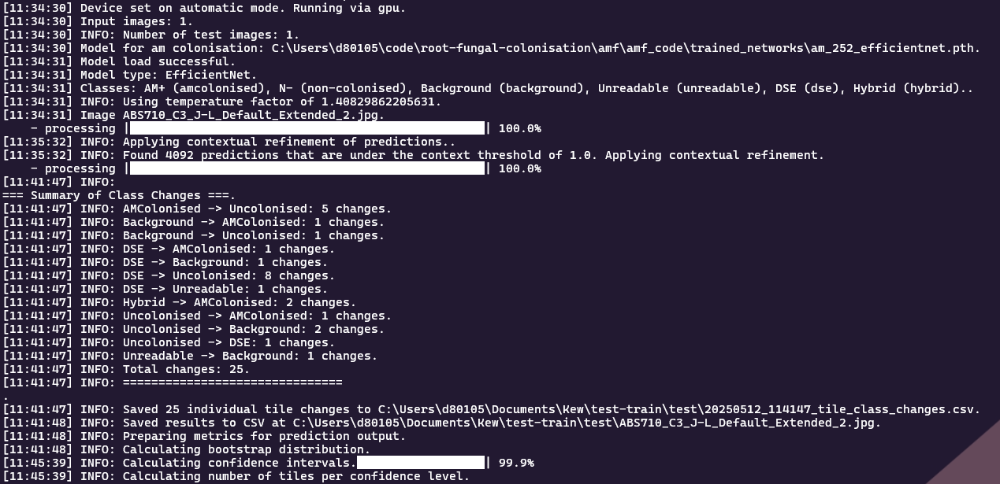 [11:34:30] Device set on automatic mode. Running via gpu.
[11:34:30] Input images: 1.
[11:34:30] INFO: Number of test images: 1.
[11:34:30] Model for am colonisation: C:\Users\d80105\code\root-fungal-colonisation\amf\amf_code\trained_networks\am_252_efficientnet.pth.
[11:34:31] Model load successful.
[11:34:31] Model type: EfficientNet.
[11:34:31] Classes: AM+ (amcolonised), N- (non-colonised), Background (background), Unreadable (unreadable), DSE (dse), Hybrid (hybrid)..
[11:34:31] INFO: Using temperature factor of 1.40829862205631.
[11:34:31] Image ABS710_C3_J-L_Default_Extended_2.jpg.
- processing | | 100.0%
[11:35:32] INFO: Applying contextual refinement of predictions..
[11:35:32] INFO: Found 4092 predictions that are under the context threshold of 1.0. Applying contextual refinement.
- processing | | 100.0%
[11:41:47] INFO:
=== Summary of Class Changes ===.
[11:41:47] INFO: AMColonised -> Uncolonised: 5 changes.
[11:41:47] INFO: Background -> AMColonised: 1 changes.
[11:41:47] INFO: Background -> Uncolonised: 1 changes.
[11:41:47] INFO: DSE -> AMColonised: 1 changes.
[11:41:47] INFO: DSE -> Background: 1 changes.
[11:41:47] INFO: DSE -> Uncolonised: 8 changes.
[11:41:47] INFO: DSE -> Unreadable: 1 changes.
[11:41:47] INFO: Hybrid -> AMColonised: 2 changes.
[11:41:47] INFO: Uncolonised -> AMColonised: 1 changes.
[11:41:47] INFO: Uncolonised -> Background: 2 changes.
[11:41:47] INFO: Uncolonised -> DSE: 1 changes.
[11:41:47] INFO: Unreadable -> Background: 1 changes.
[11:41:47] INFO: Total changes: 25.
[11:41:47] INFO: ===============================
.
[11:41:47] INFO: Saved 25 individual tile changes to C:\Users\d80105\Documents\Kew\test-train\test\20250512_114147_tile_class_changes.csv.
[11:41:48] INFO: Saved results to CSV at C:\Users\d80105\Documents\Kew\test-train\test\ABS710_C3_J-L_Default_Extended_2.jpg.
[11:41:48] INFO: Preparing metrics for prediction output.
[11:41:48] INFO: Calculating bootstrap distribution.
[11:45:39] INFO: Calculating confidence intervals. | 99.9%
[11:45:39] INFO: Calculating number of tiles per confidence level.